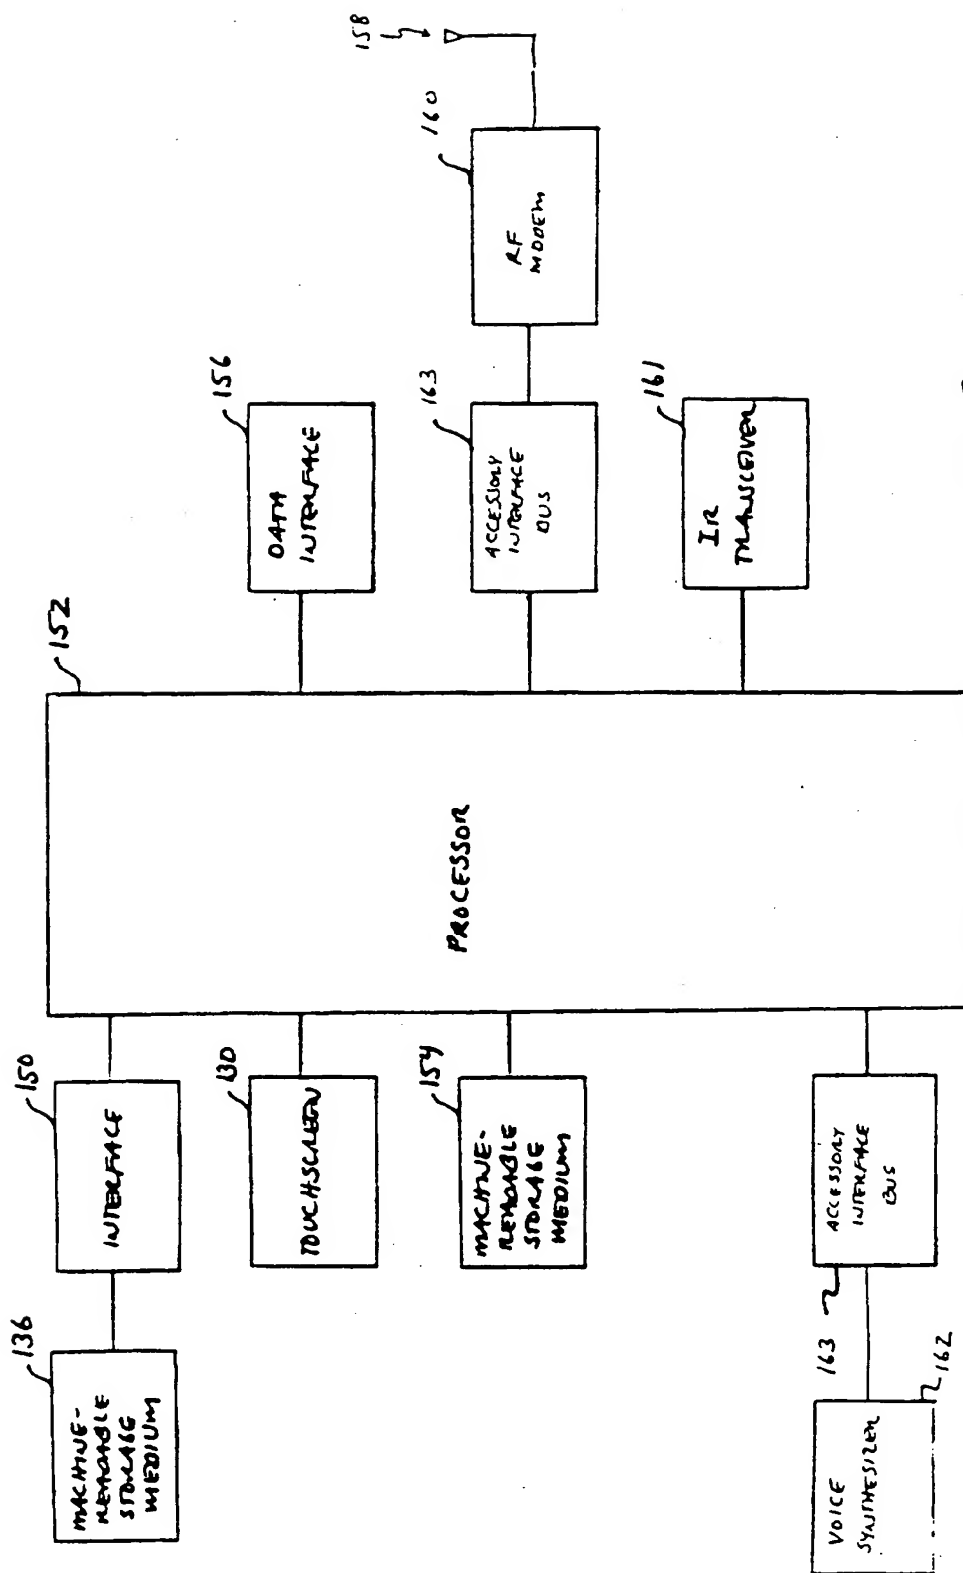 136
MACHINE-
READABLE
STORAGE
MEDIUM
150
INTERFACE
130
TOUCHSCREEN
154
MACHINE-
READABLE
STORAGE
MEDIUM
163
ACCESSORY
INTERFACE
BUS
162
VOICE
SYNTHESIZER
152
PROCESSOR
156
DATA
INTERFACE
163
ACCESSORY
INTERFACE
BUS
160
RF
MODEM
158
161
IR
TRANSCEIVER